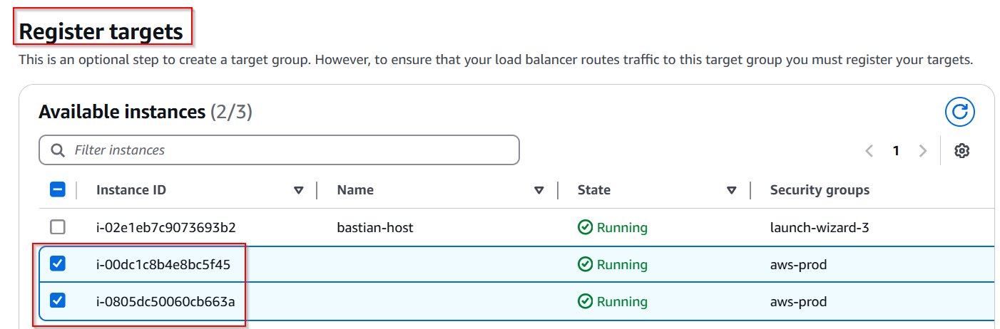 Register targets
This is an optional step to create a target group. However, to ensure that your load balancer routes traffic to this target group you must register your targets.
Available instances (2/3)
Filter instances
1
Instance ID Name State Security groups
i-02e1eb7c9073693b2 bastian-host Running launch-wizard-3
i-00dc1c8b4e8bc5f45 Running aws-prod
i-0805dc50060cb663a Running aws-prod